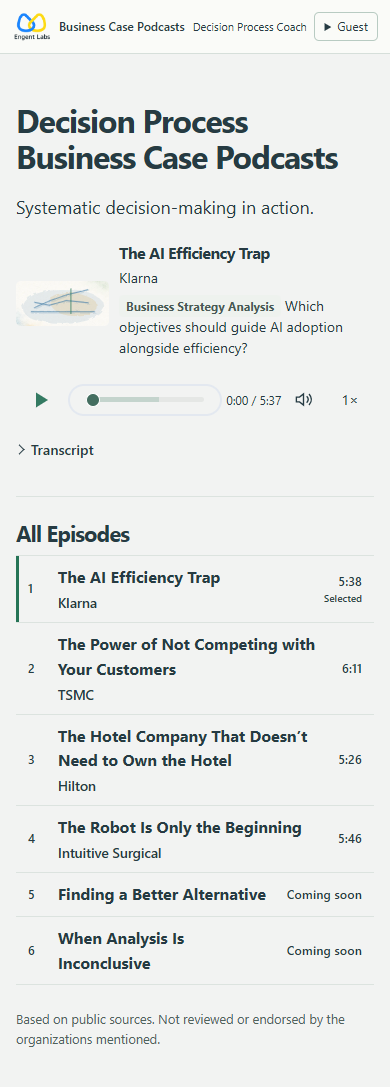 Engent Labs
Business Case Podcasts
Decision Process Coach
Guest
Decision Process
Business Case Podcasts
Systematic decision-making in action.
The AI Efficiency Trap
Klarna
Business Strategy Analysis Which
objectives should guide AI adoption
alongside efficiency?
0:00 / 5:37
1×
Transcript
All Episodes
1
The AI Efficiency Trap
Klarna
5:38
Selected
2
The Power of Not Competing with
Your Customers
TSMC
6:11
3
The Hotel Company That Doesn’t
Need to Own the Hotel
Hilton
5:26
4
The Robot Is Only the Beginning
Intuitive Surgical
5:46
5
Finding a Better Alternative
Coming soon
6
When Analysis Is
Inconclusive
Coming soon
Based on public sources. Not reviewed or endorsed by the
organizations mentioned.